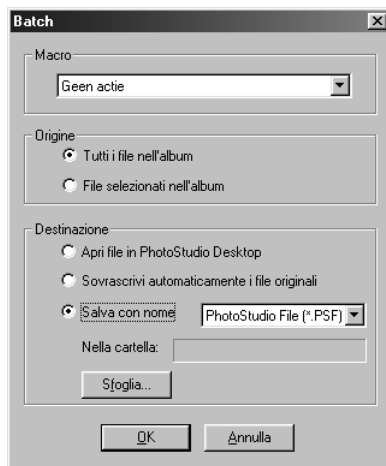 Batch
Macro
Geen actie
Origine
Tutti i file nell'album
File selezionati nell'album
Destinazione
Apri file in PhotoStudio Desktop
Sovrascrivi automaticamente i file originali
Salva con nome PhotoStudio File (*.PSF)
Nella cartella:
Sfoglia...
OK Annulla